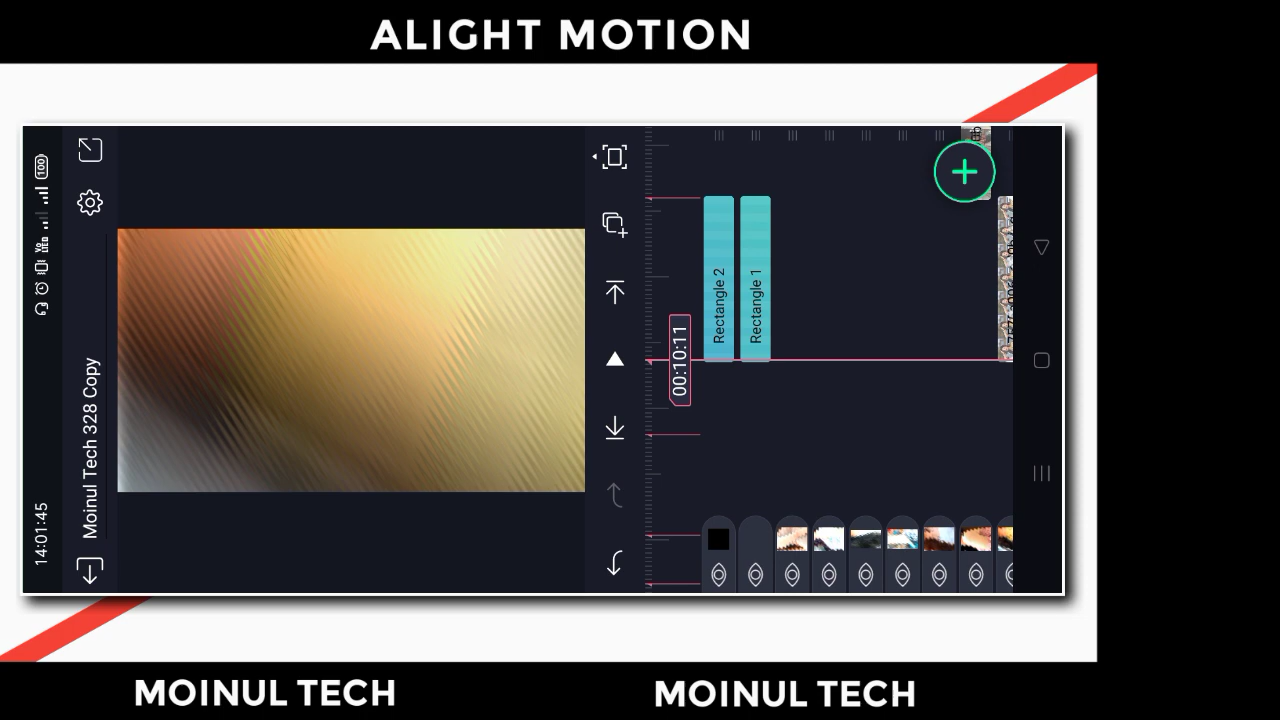 ALIGHT MOTION
4:01:45
Moinul Tech 328 Copy
00:10:11
Rectangle 2
Rectangle 1
MOINUL TECH
MOINUL TECH